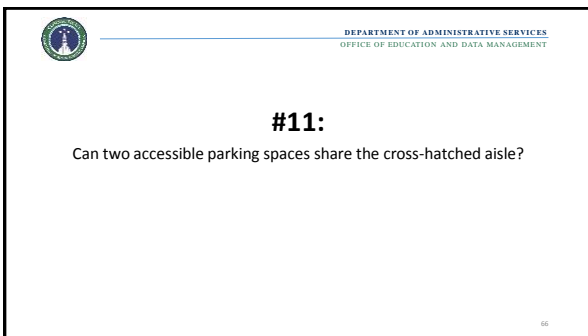 DEPARTMENT OF ADMINISTRATIVE SERVICES
OFFICE OF EDUCATION AND DATA MANAGEMENT
#11:
Can two accessible parking spaces share the cross-hatched aisle?
66